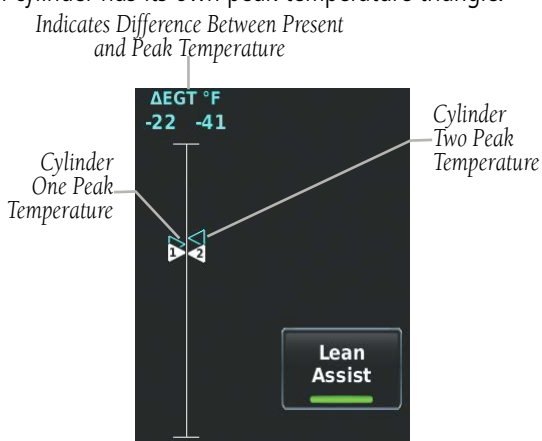 cylinder has its own peak temperature triangle.
Indicates Difference Between Present
and Peak Temperature
ΔEGT °F
-22 -41
Cylinder
One Peak
Temperature
Cylinder
Two Peak
Temperature
1 2
Lean
Assist